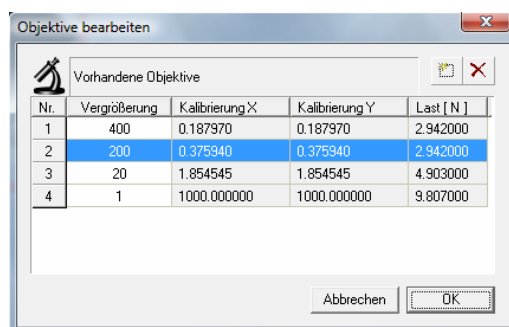 Objektive bearbeiten
Vorhandene Objektive
Nr. Vergrößerung Kalibrierung X Kalibrierung Y Last [ N ]
1 400 0.187970 0.187970 2.942000
2 200 0.375940 0.375940 2.942000
3 20 1.854545 1.854545 4.903000
4 1 1000.000000 1000.000000 9.807000
Abbrechen OK